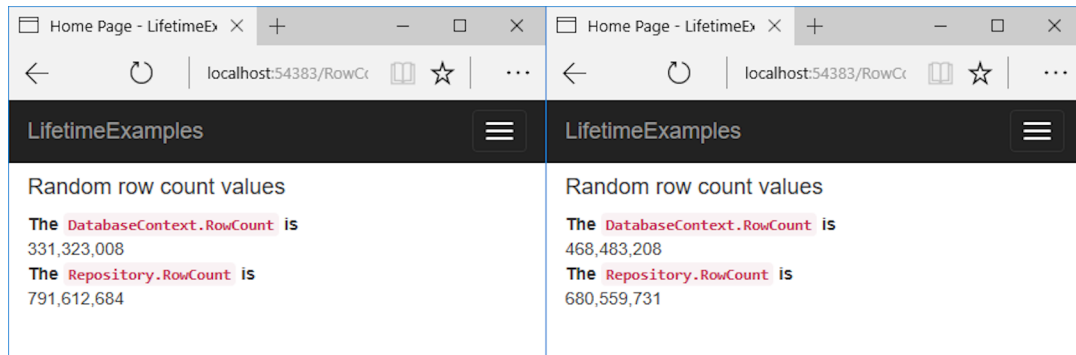 Home Page - LifetimeEx
localhost:54383/RowCo
LifetimeExamples
Random row count values
The DatabaseContext.RowCount is
331,323,008
The Repository.RowCount is
791,612,684
Home Page - LifetimeEx
localhost:54383/RowCo
LifetimeExamples
Random row count values
The DatabaseContext.RowCount is
468,483,208
The Repository.RowCount is
680,559,731